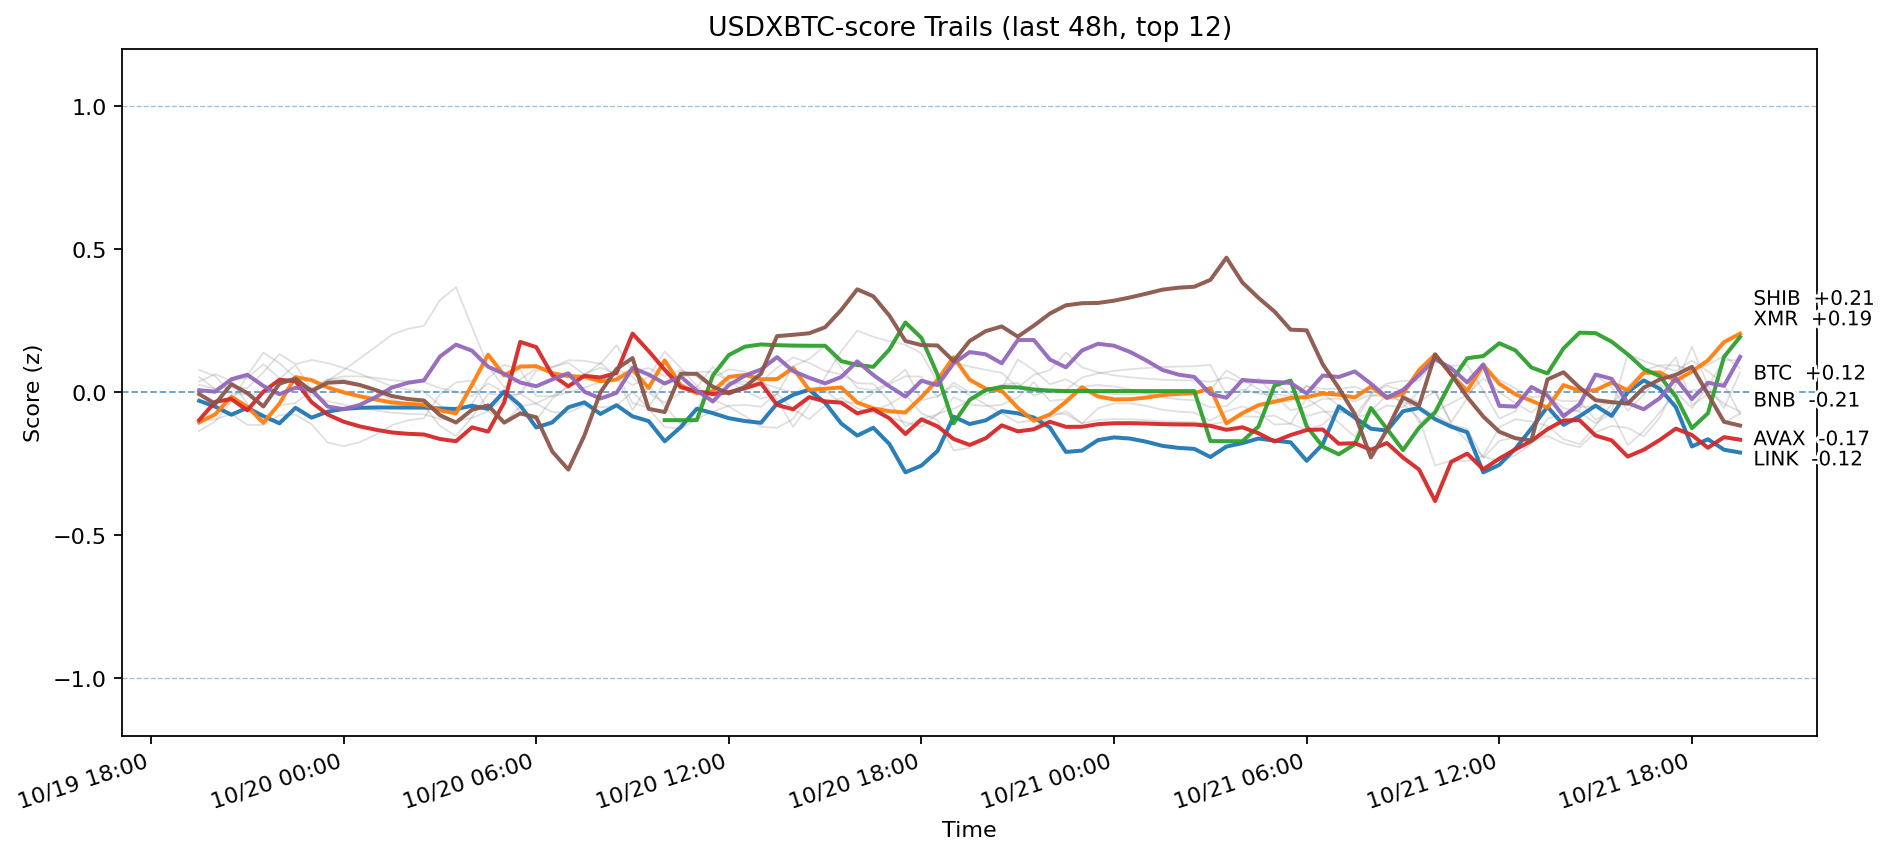 USDXBTC-score Trails (last 48h, top 12)
Score (z)
1.0
0.5
0.0
−0.5
−1.0
SHIB +0.21
XMR +0.19
BTC +0.12
BNB -0.21
AVAX -0.17
LINK -0.12
10/19 18:00
10/20 00:00
10/20 06:00
10/20 12:00
10/20 18:00
10/21 00:00
10/21 06:00
10/21 12:00
10/21 18:00
Time